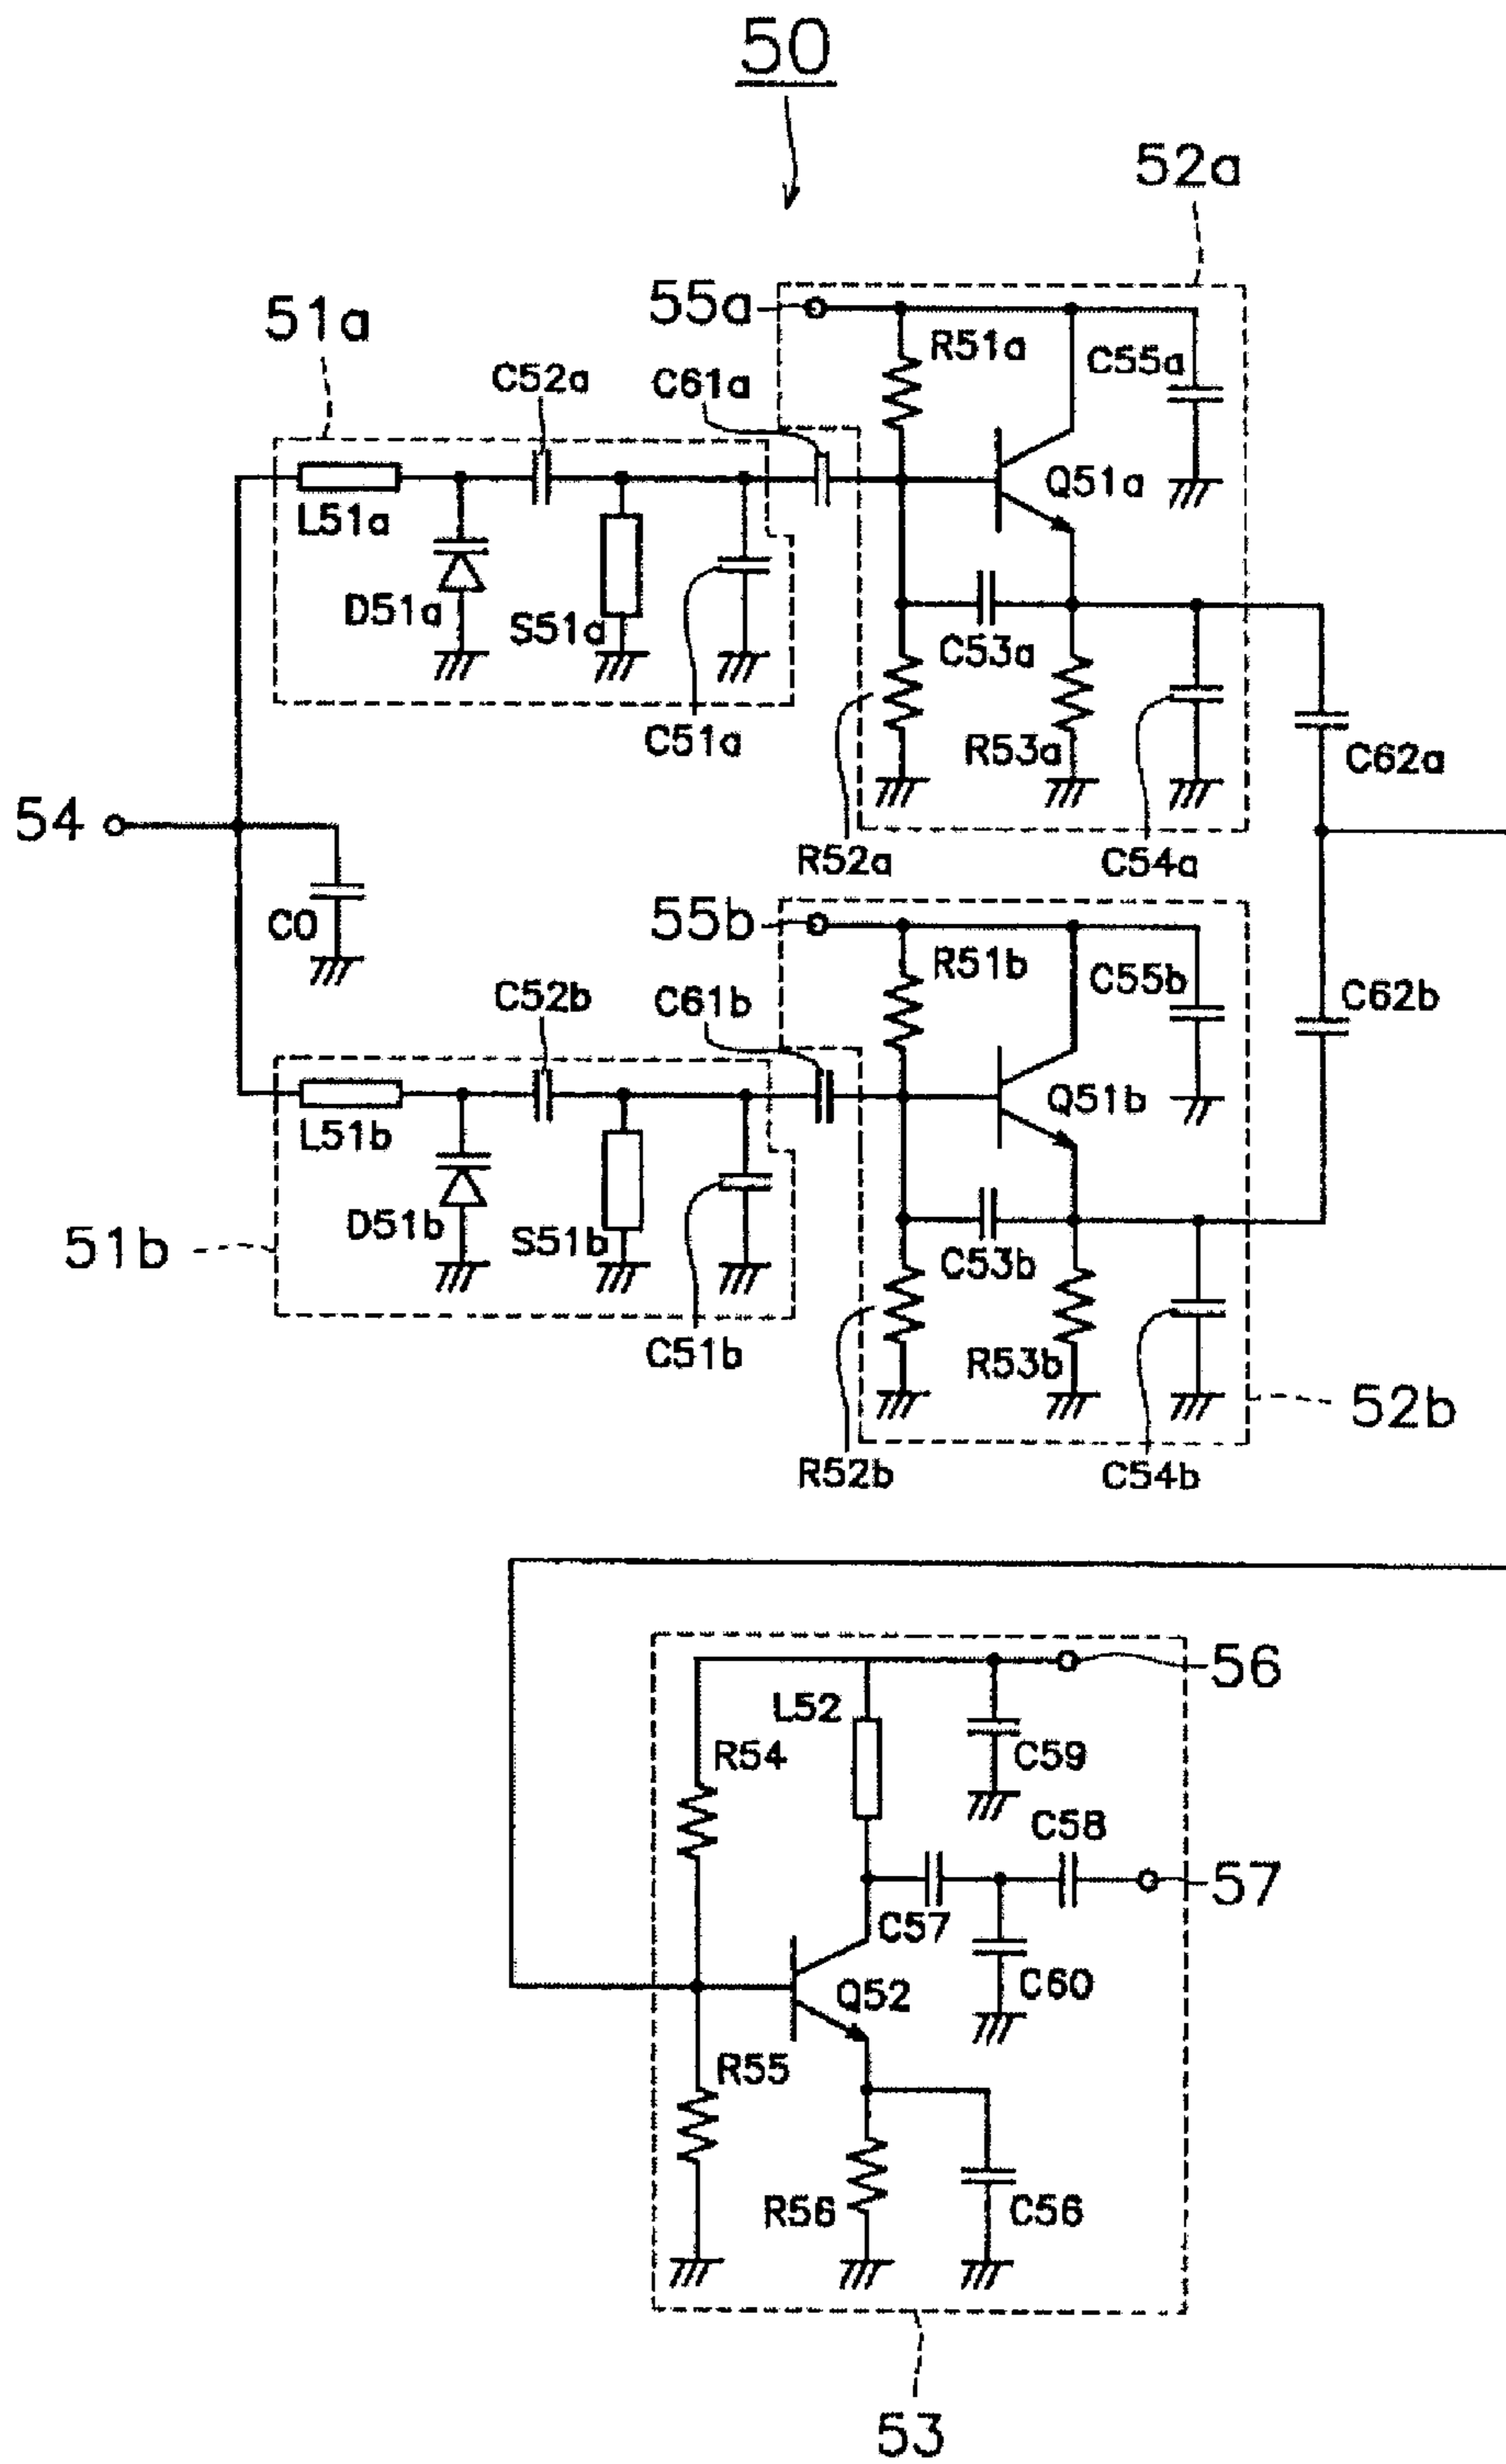 50
52a
55a
51a
R51a
C55a
C52a
C61a
Q51a
L51a
D51a
S51a
C53a
C51a
R53a
C62a
54
R52a
C54a
C0
55b
R51b
C55b
C52b
C61b
C62b
Q51b
L51b
D51b
S51b
51b
C53b
C51b
R53b
52b
R52b
C54b
56
L52
R54
C59
C58
57
C57
C60
Q52
R55
R56
C56
53